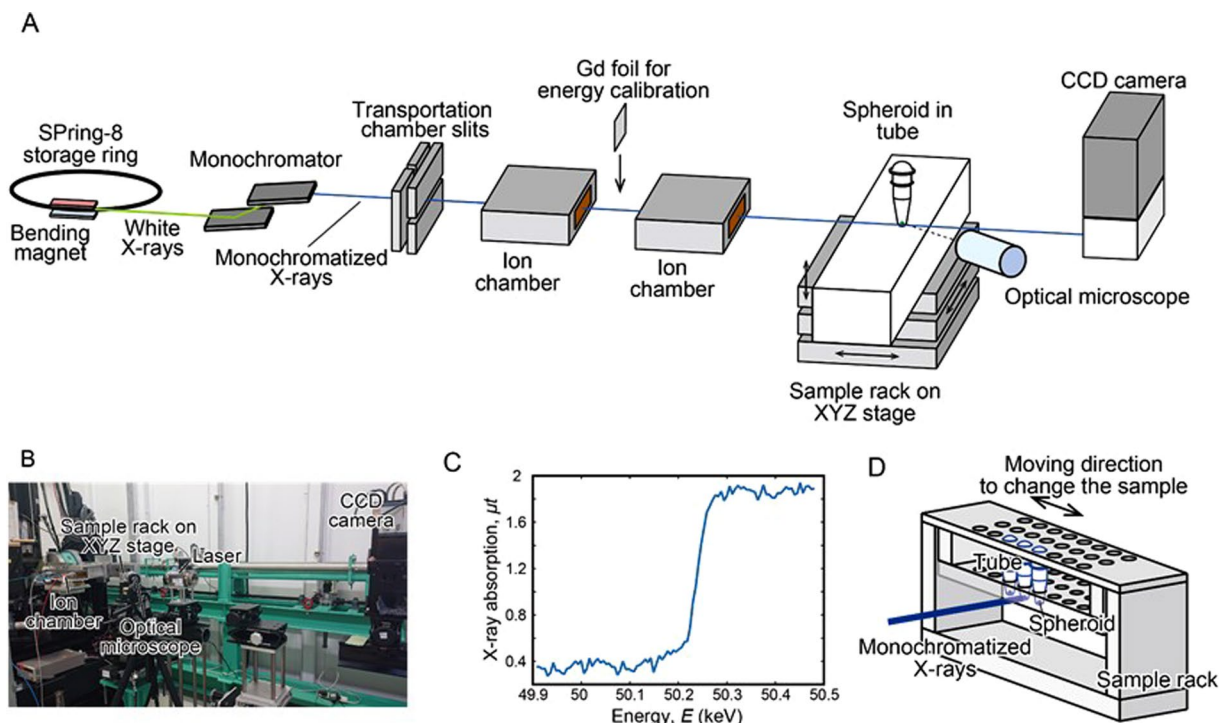 A
SPring-8
storage ring
Bending
magnet
White
X-rays
Monochromator
Monochromatized
X-rays
Transportation
chamber slits
Gd foil for
energy calibration
Ion
chamber
Ion
chamber
Spheroid in
tube
CCD camera
Optical microscope
Sample rack on
XYZ stage
B
Sample rack on
XYZ stage
Laser
CCD
camera
Ion
chamber
Optical
microscope
C
X-ray absorption, μt
2
1.6
1.2
0.8
0.4
49.9 50 50.1 50.2 50.3 50.4 50.5
Energy, E (keV)
D
Moving direction
to change the sample
Tube
Spheroid
Monochromatized
X-rays
Sample rack